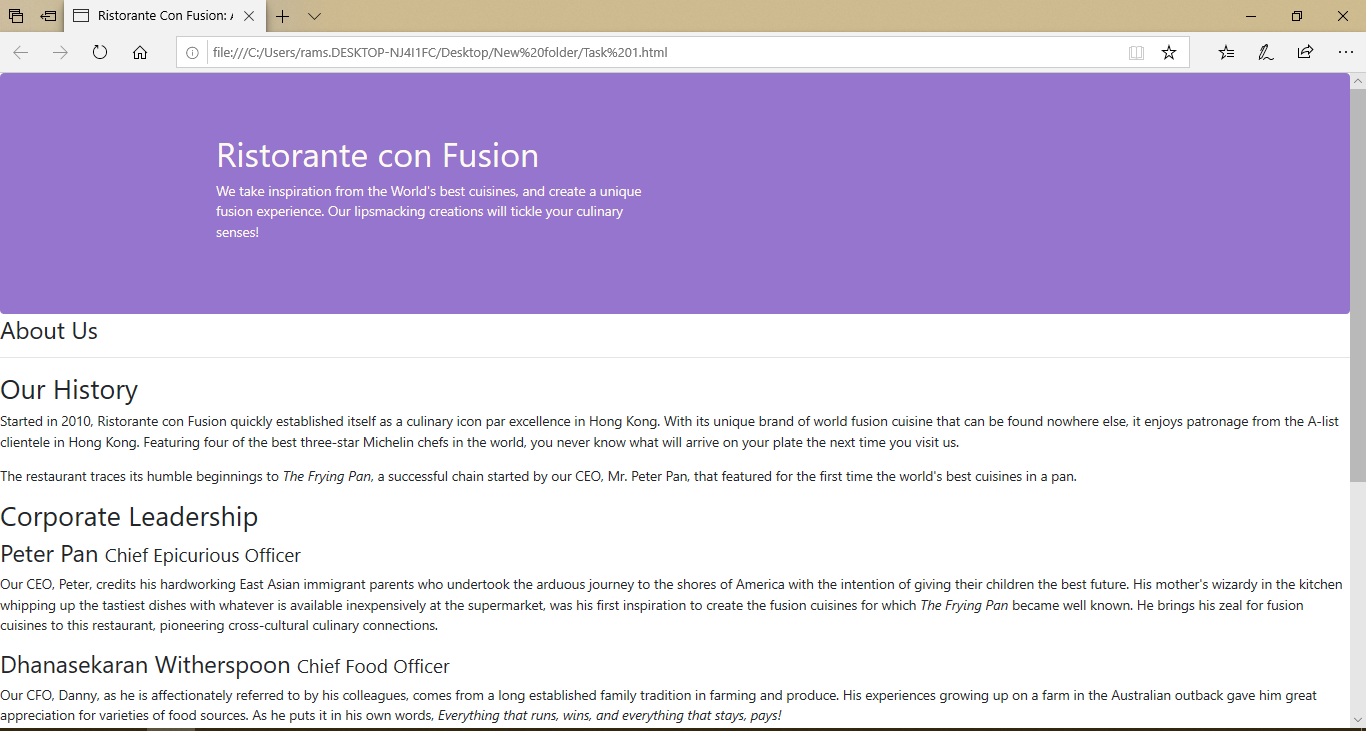 Ristorante Con Fusion: A
file:///C:/Users/rams.DESKTOP-NJ4I1FC/Desktop/New%20folder/Task%201.html
Ristorante con Fusion
We take inspiration from the World's best cuisines, and create a unique
fusion experience. Our lipsmacking creations will tickle your culinary
senses!
About Us
Our History
Started in 2010, Ristorante con Fusion quickly established itself as a culinary icon par excellence in Hong Kong. With its unique brand of world fusion cuisine that can be found nowhere else, it enjoys patronage from the A-list
clientele in Hong Kong. Featuring four of the best three-star Michelin chefs in the world, you never know what will arrive on your plate the next time you visit us.
The restaurant traces its humble beginnings to The Frying Pan, a successful chain started by our CEO, Mr. Peter Pan, that featured for the first time the world's best cuisines in a pan.
Corporate Leadership
Peter Pan Chief Epicurious Officer
Our CEO, Peter, credits his hardworking East Asian immigrant parents who undertook the arduous journey to the shores of America with the intention of giving their children the best future. His mother's wizardy in the kitchen
whipping up the tastiest dishes with whatever is available inexpensively at the supermarket, was his first inspiration to create the fusion cuisines for which The Frying Pan became well known. He brings his zeal for fusion
cuisines to this restaurant, pioneering cross-cultural culinary connections.
Dhanasekaran Witherspoon Chief Food Officer
Our CFO, Danny, as he is affectionately referred to by his colleagues, comes from a long established family tradition in farming and produce. His experiences growing up on a farm in the Australian outback gave him great
appreciation for varieties of food sources. As he puts it in his own words, Everything that runs, wins, and everything that stays, pays!